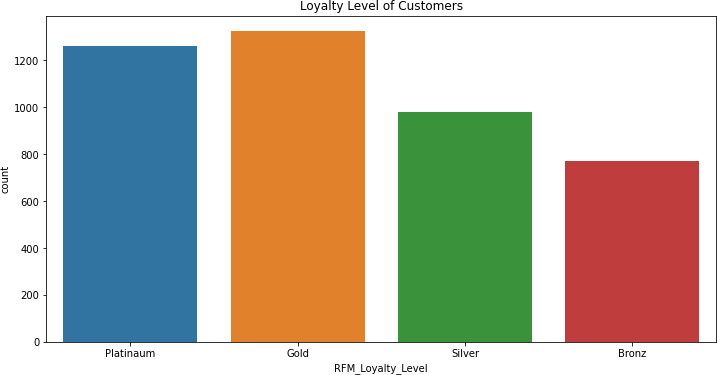 Loyalty Level of Customers
count
1200
1000
800
600
400
200
0
Platinaum Gold Silver Bronz
RFM_Loyalty_Level